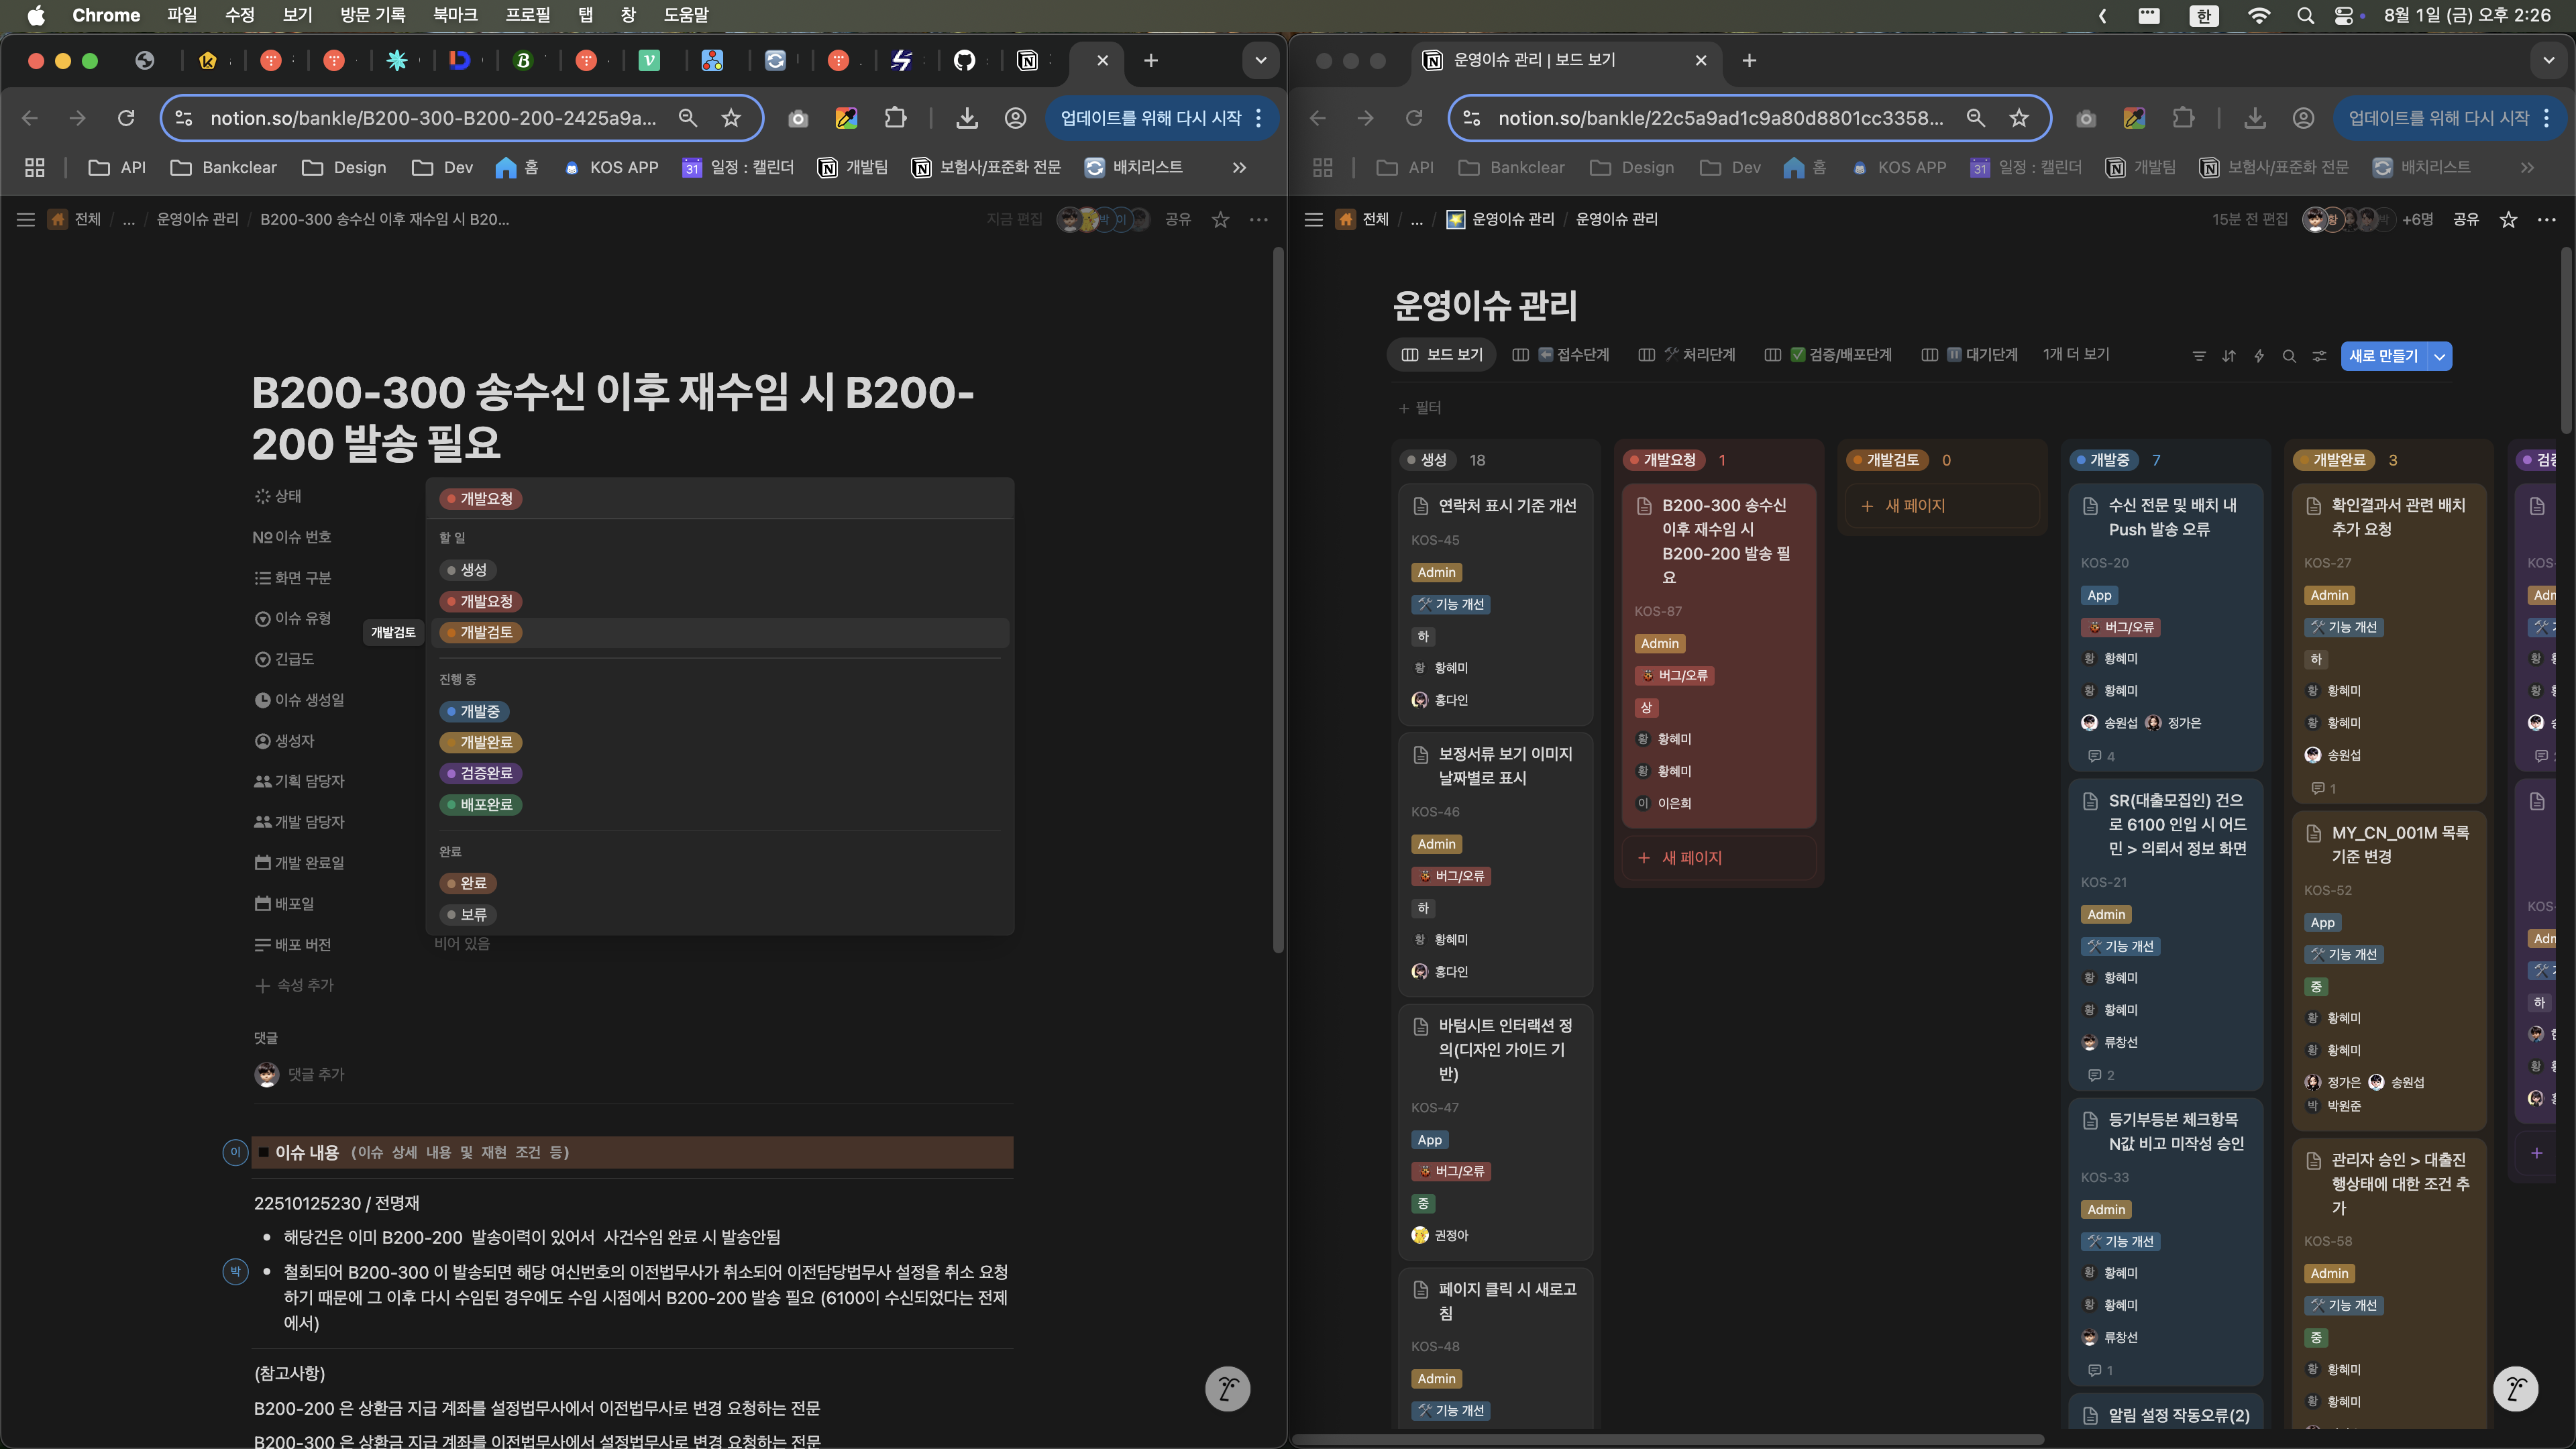 Chrome 파일 수정 보기 방문 기록 북마크 프로필 탭 창 도움말
한 8월 1일 (금) 오후 2:26
notion.so/bankle/B200-300-B200-200-2425a9a...
업데이트를 위해 다시 시작
API Bankclear Design Dev 홈 KOS APP 일정 : 캘린더 개발팀 보험사/표준화 전문 배치리스트
전체 / ... / 운영이슈 관리 / B200-300 송수신 이후 재수임 시 B20...
지금 편집 공유
B200-300 송수신 이후 재수임 시 B200-
200 발송 필요
상태
이슈 번호
화면 구분
이슈 유형
긴급도
이슈 생성일
생성자
기획 담당자
개발 담당자
개발 완료일
배포일
배포 버전
비어 있음
속성 추가
개발요청
할 일
생성
개발요청
개발검토
개발검토
진행 중
개발중
개발완료
검증완료
배포완료
완료
완료
보류
댓글
댓글 추가
이
■ 이슈 내용 (이슈 상세 내용 및 재현 조건 등)
22510125230 / 전명재
• 해당건은 이미 B200-200 발송이력이 있어서 사건수임 완료 시 발송안됨
박
• 철회되어 B200-300 이 발송되면 해당 여신번호의 이전법무사가 취소되어 이전담당법무사 설정을 취소 요청
하기 때문에 그 이후 다시 수임된 경우에도 수임 시점에서 B200-200 발송 필요 (6100이 수신되었다는 전제
에서)
(참고사항)
B200-200 은 상환금 지급 계좌를 설정법무사에서 이전법무사로 변경 요청하는 전문
B200-300 은 상환금 지급 계좌를 이전법무사에서 설정법무사로 변경 요청하는 전문
운영이슈 관리 | 보드 보기
notion.so/bankle/22c5a9ad1c9a80d8801cc3358...
업데이트를 위해 다시 시작
API Bankclear Design Dev 홈 KOS APP 일정 : 캘린더 개발팀 보험사/표준화 전문 배치리스트
전체 / ... / 운영이슈 관리 / 운영이슈 관리
15분 전 편집 +6명 공유
운영이슈 관리
보드 보기 접수단계 처리단계 검증/배포단계 대기단계 1개 더 보기
새로 만들기
+ 필터
생성 18
연락처 표시 기준 개선
KOS-45
Admin
기능 개선
하
황 황혜미
홍다인
보정서류 보기 이미지
날짜별로 표시
KOS-46
Admin
버그/오류
하
황 황혜미
홍다인
바텀시트 인터랙션 정
의(디자인 가이드 기
반)
KOS-47
App
버그/오류
중
권정아
페이지 클릭 시 새로고
침
KOS-48
Admin
기능 개선
개발요청 1
B200-300 송수신
이후 재수임 시
B200-200 발송 필
요
KOS-87
Admin
버그/오류
상
황 황혜미
황 황혜미
이 이은희
+ 새 페이지
개발검토 0
+ 새 페이지
개발중 7
수신 전문 및 배치 내
Push 발송 오류
KOS-20
App
버그/오류
황 황혜미
황 황혜미
송원섭 정가은
4
SR(대출모집인) 건으
로 6100 인입 시 어드
민 > 의뢰서 정보 화면
KOS-21
Admin
기능 개선
황 황혜미
황 황혜미
류창선
2
등기부등본 체크항목
N값 비고 미작성 승인
KOS-33
Admin
기능 개선
황 황혜미
황 황혜미
류창선
1
알림 설정 작동오류(2)
개발완료 3
확인결과서 관련 배치
추가 요청
KOS-27
Admin
기능 개선
하
황 황혜미
황 황혜미
송원섭
1
MY_CN_001M 목록
기준 변경
KOS-52
App
기능 개선
중
황 황혜미
황 황혜미
정가은 송원섭
박 박원준
관리자 승인 > 대출진
행상태에 대한 조건 추
가
KOS-58
Admin
기능 개선
중
황 황혜미
황 황혜미
KOS-
KOS-
하